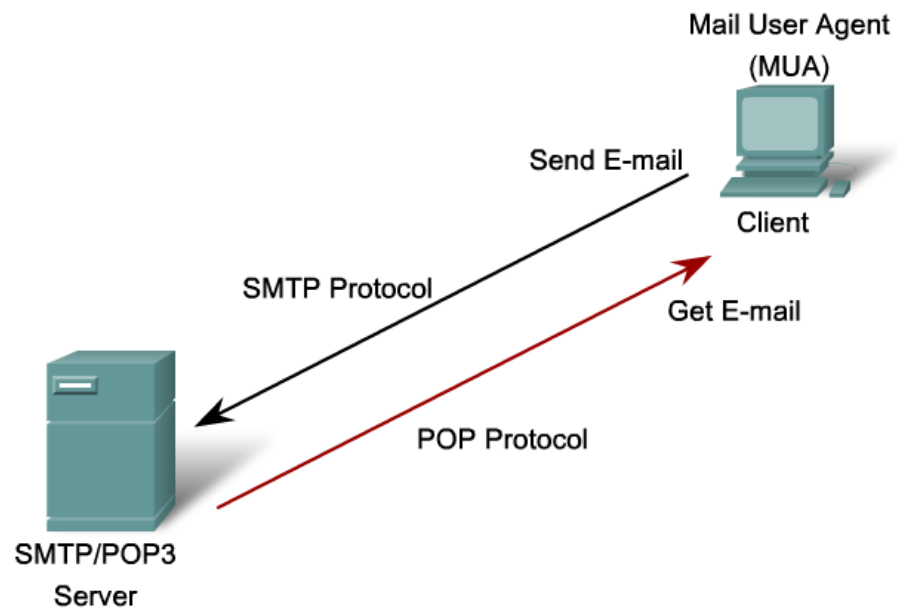 Mail User Agent
(MUA)
Send E-mail
Client
SMTP Protocol
Get E-mail
POP Protocol
SMTP/POP3
Server